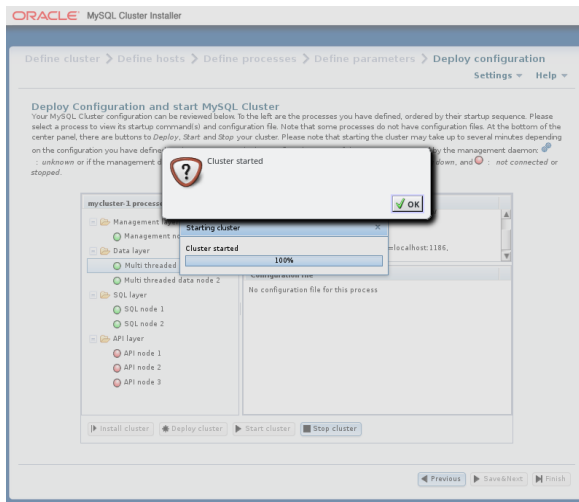 ORACLE® MySQL Cluster Installer
Define cluster > Define hosts > Define processes > Define parameters > Deploy configuration
Settings Help
Deploy Configuration and start MySQL Cluster
Your MySQL Cluster configuration can be reviewed below. To the left are the processes you have defined, ordered by their startup sequence. Please
select a process to view its startup command(s) and configuration file. Note that some processes do not have configuration files. At the bottom of the
center panel, there are buttons to Deploy, Start and Stop your cluster. Please note that starting the cluster may take up to several minutes depending
on the configuration you have define by the management daemon:
: unknown or if the management d down, and : not connected or
stopped.
Cluster started
OK
mycluster-1 processe
Management
Management no
Data layer
Multi threaded
Multi threaded data node 2
SQL layer
SQL node 1
SQL node 2
API layer
API node 1
API node 2
API node 3
Starting cluster X
Cluster started
100%
=localhost:1186,
Configuration file
No configuration file for this process
Install cluster Deploy cluster Start cluster Stop cluster
Previous Save&Next Finish